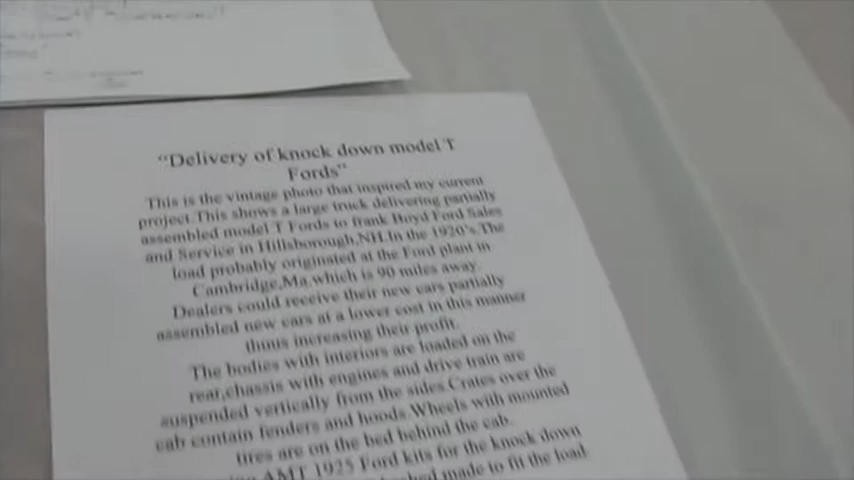 "Delivery of knock down model T
Fords"
This is the vintage photo that inspired my current
project.This shows a large truck delivering partially
assembled model T Fords to frank Boyd Ford Sales
and Service in Hillsborough,NH.In the 1920's.The
load probably originated at the Ford plant in
Cambridge,Ma.which is 90 miles away.
Dealers could receive their new cars partially
assembled new cars at a lower cost in this manner
thus increasing their profit.
The bodies with interiors are loaded on the
rear,chassis with engines and drive train are
suspended vertically from the sides.Crates over the
cab contain fenders and hoods.Wheels with mounted
tires are on the bed behind the cab.
AMT 1925 Ford kits for the knock down
made to fit the load.